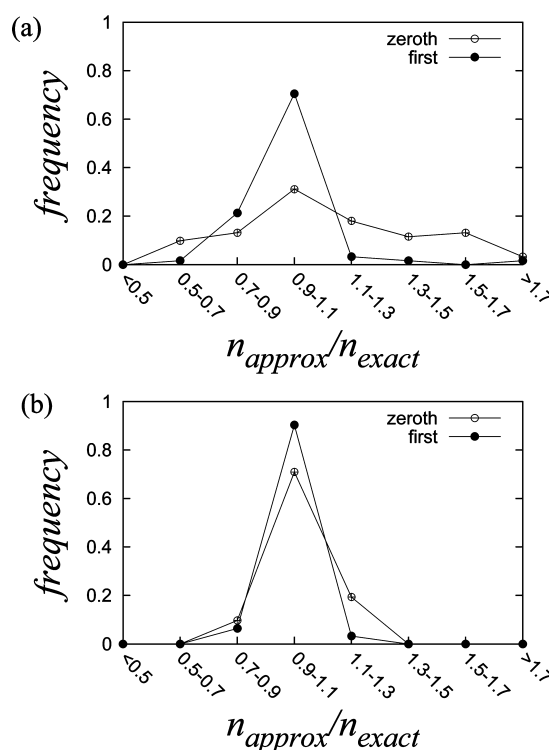 (a)
1
0.8
0.6
0.4
0.2
0
frequency
zeroth
first
<0.5
0.5-0.7
0.7-0.9
0.9-1.1
1.1-1.3
1.3-1.5
1.5-1.7
>1.7
n_approx/n_exact
(b)
1
0.8
0.6
0.4
0.2
0
frequency
zeroth
first
<0.5
0.5-0.7
0.7-0.9
0.9-1.1
1.1-1.3
1.3-1.5
1.5-1.7
>1.7
n_approx/n_exact